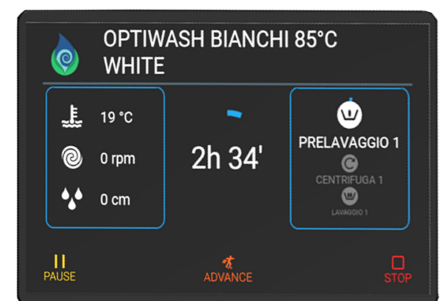 OPTIWASH BIANCHI 85°C
WHITE
19 °C
0 rpm
0 cm
2h 34'
PRELAVAGGIO 1
CENTRIFUGA 1
LAVAGGIO 1
PAUSE
ADVANCE
STOP